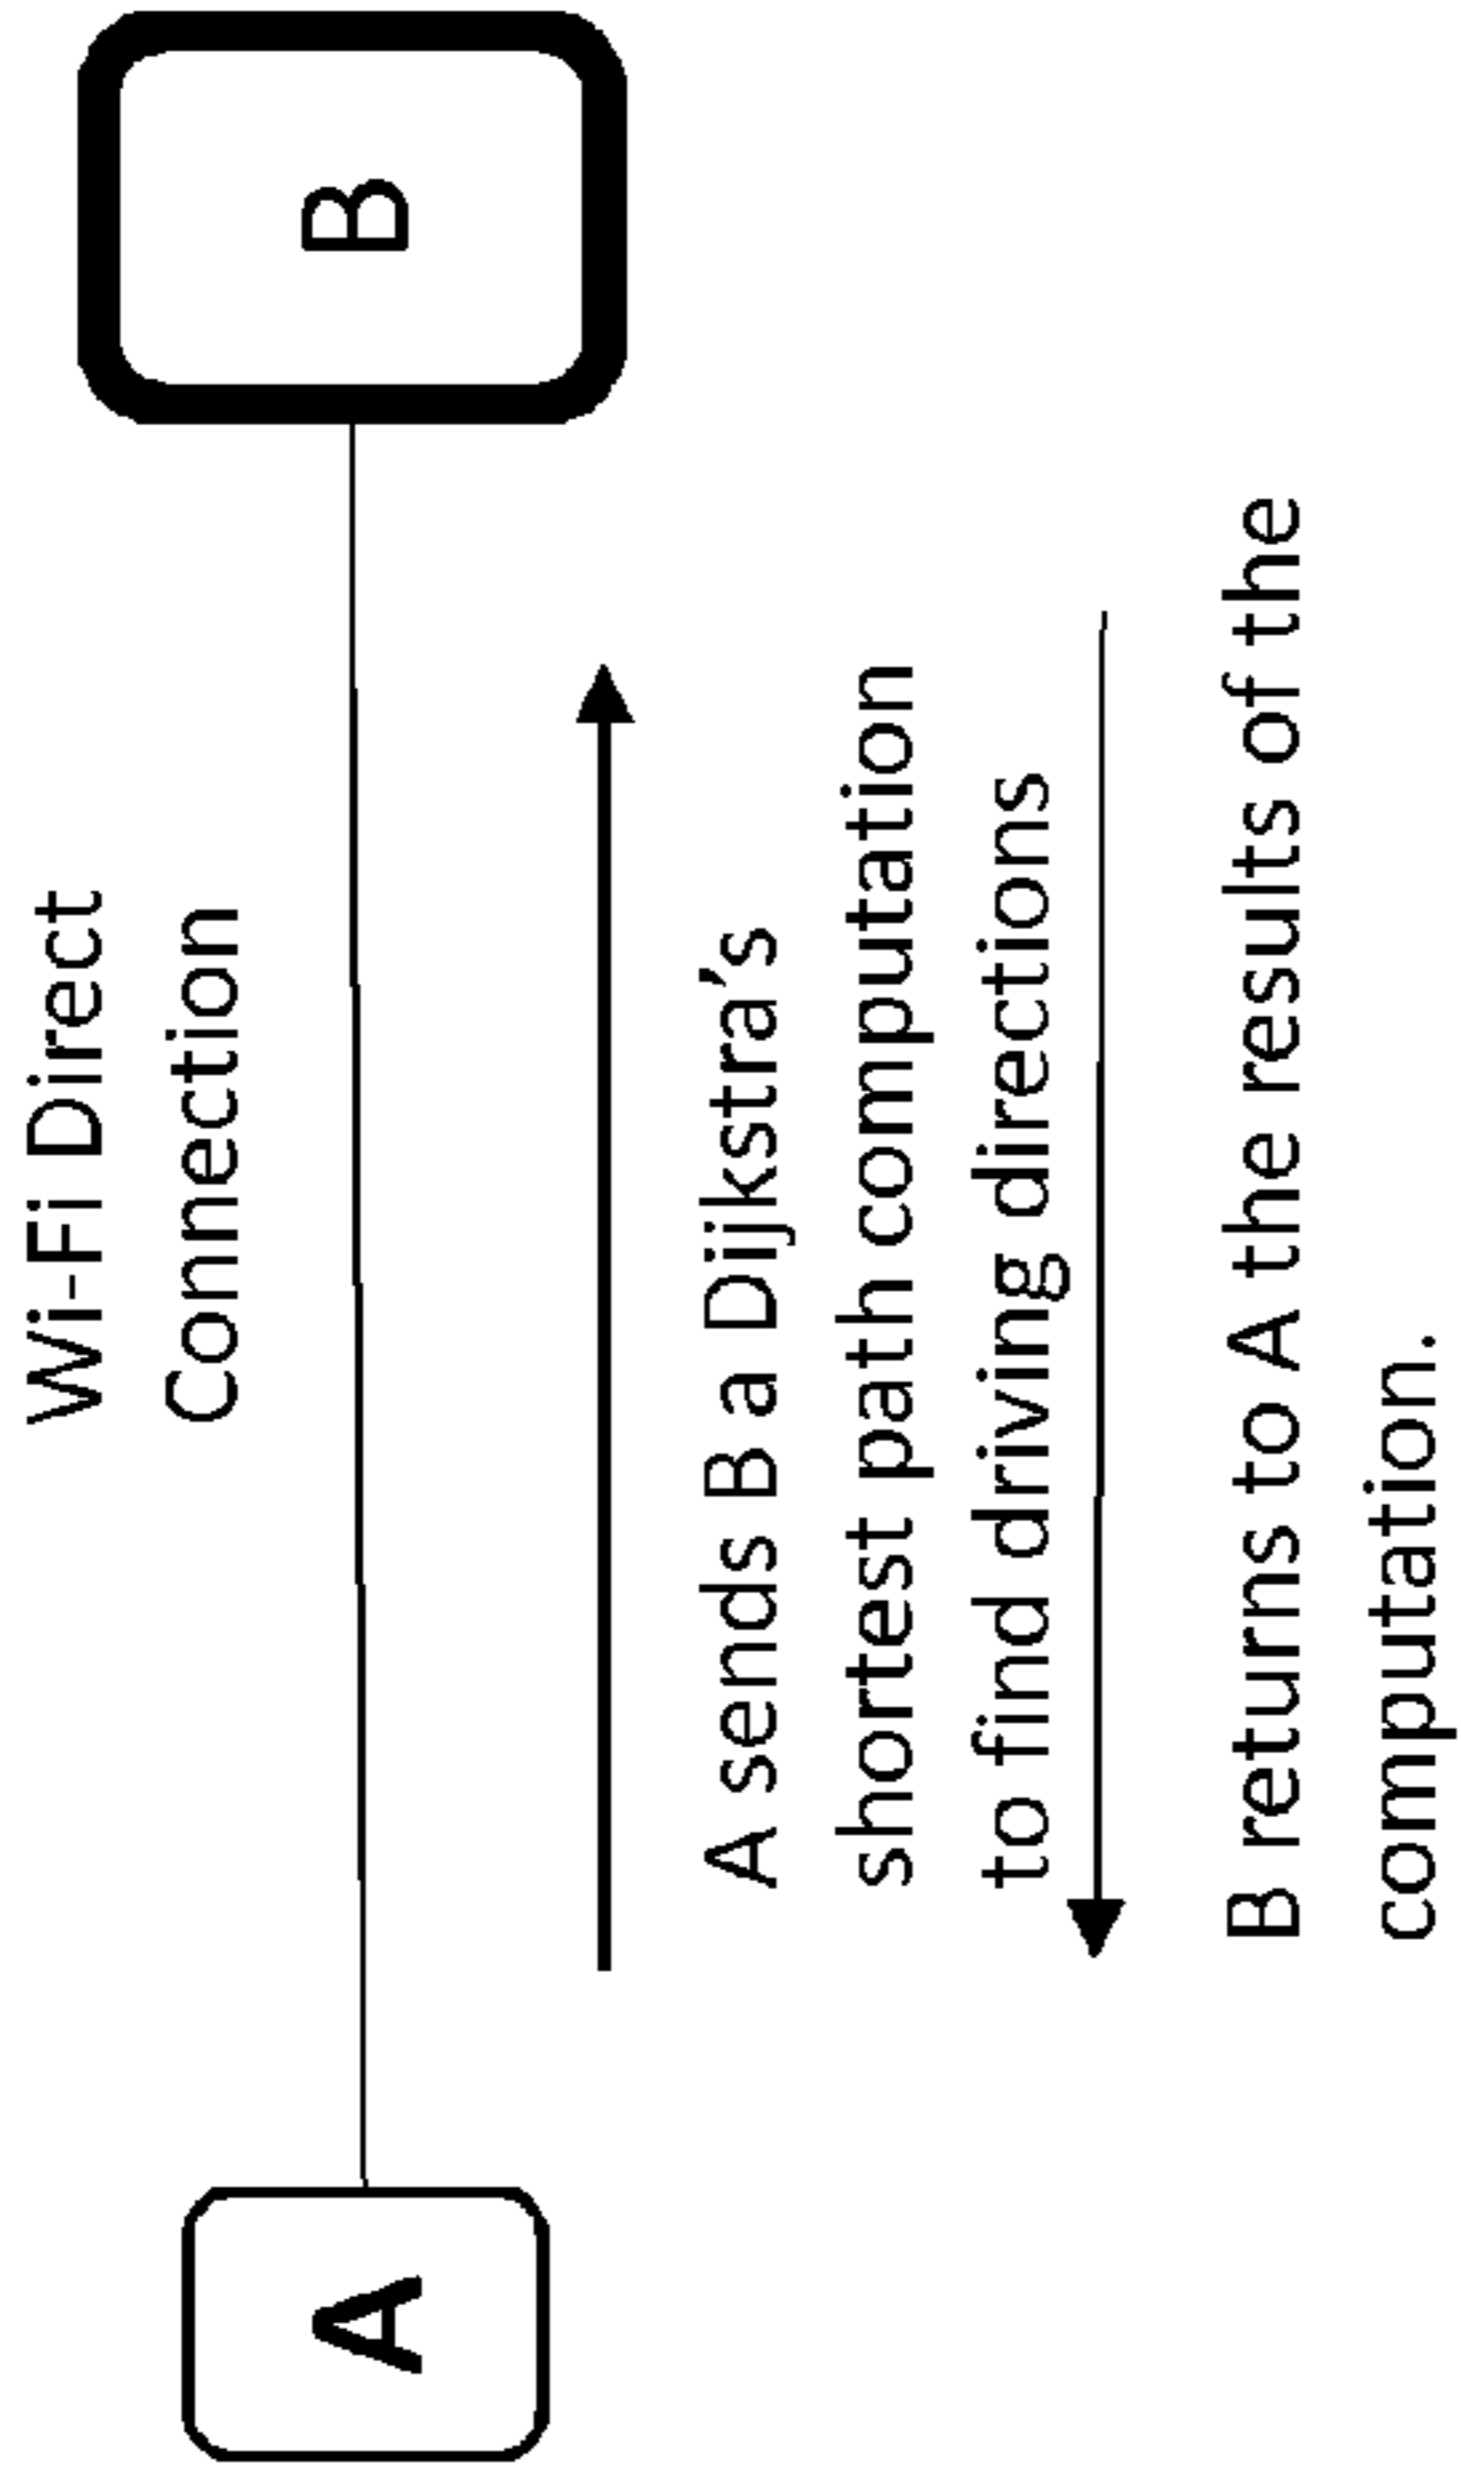 Wi-Fi Direct
Connection
A
B
A sends B a Dijkstra's
shortest path computation
to find driving directions
B returns to A the results of the
computation.